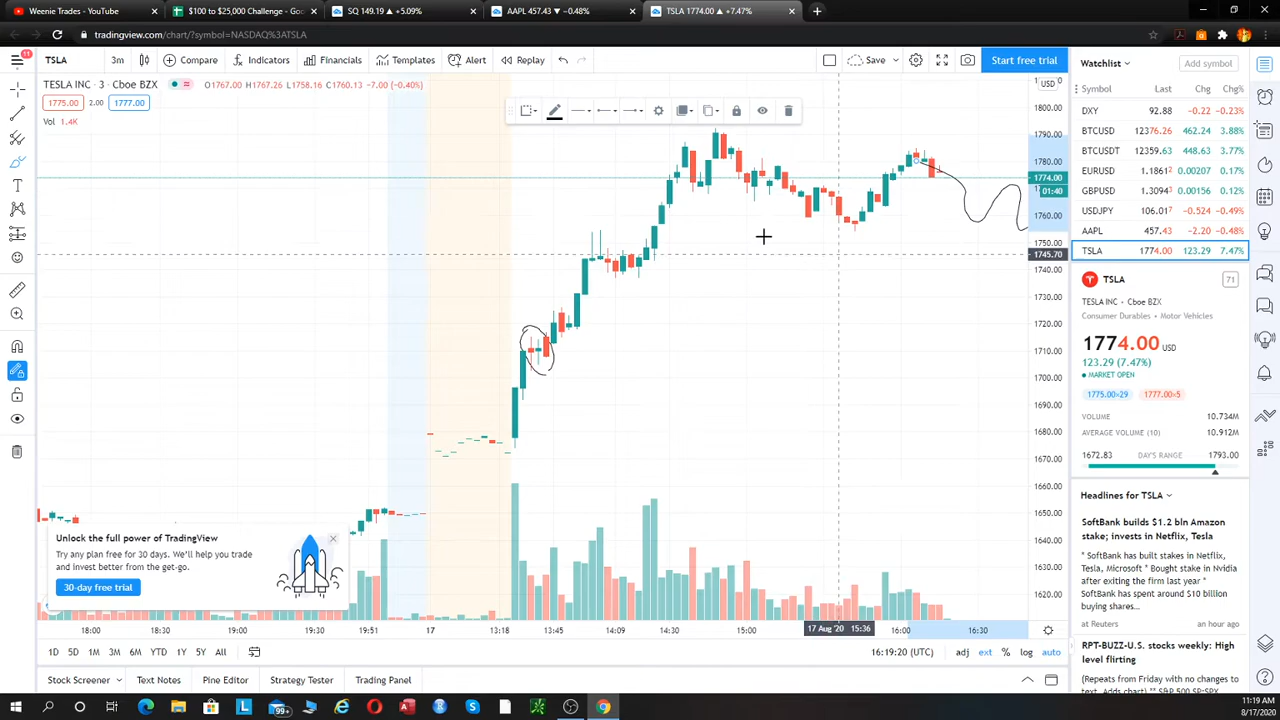 Weenie Trades - YouTube
$100 to $25,000 Challenge - Goo
SQ 149.19 ▲ +5.09%
AAPL 457.43 ▼ −0.48%
TSLA 1774.00 ▲ +7.47%
tradingview.com/chart/?symbol=NASDAQ%3ATSLA
11
TSLA
3m
Compare
Indicators
Financials
Templates
Alert
Replay
Save
Start free trial
TESLA INC · 3 · Cboe BZX
O1767.00 H1767.26 L1758.16 C1760.13 −7.00 (−0.40%)
1775.00 2.00 1777.00
Vol 1.4K
USD
1800.00
1790.00
1780.00
1774.00
01:40
1760.00
1750.00
1745.70
1740.00
1730.00
1720.00
1710.00
1700.00
1690.00
1680.00
1670.00
1660.00
1650.00
1640.00
1630.00
1620.00
Unlock the full power of TradingView
Try any plan free for 30 days. We'll help you trade
and invest better from the get-go.
30-day free trial
18:00 18:30 19:00 19:30 19:51 17 13:18 13:45 14:09 14:30 15:00 17 Aug '20 15:36 16:00 16:30
1D 5D 1M 3M 6M YTD 1Y 5Y All
16:19:20 (UTC) adj ext % log auto
Stock Screener Text Notes Pine Editor Strategy Tester Trading Panel
Watchlist
Add symbol
Symbol Last Chg Chg%
DXY 92.88 -0.22 -0.23%
BTCUSD 12376.26 462.24 3.88%
BTCUSDT 12359.63 448.63 3.77%
EURUSD 1.1861² 0.00207 0.17%
GBPUSD 1.3094³ 0.00156 0.12%
USDJPY 106.01⁷ -0.524 -0.49%
AAPL 457.43 -2.20 -0.48%
TSLA 1774.00 123.29 7.47%
TSLA
71
TESLA INC • Cboe BZX
Consumer Durables • Motor Vehicles
1774.00 USD
123.29 (7.47%)
MARKET OPEN
1775.00×29 1777.00×5
VOLUME 10.734M
AVERAGE VOLUME (10) 10.912M
1672.83 DAY'S RANGE 1793.00
Headlines for TSLA
SoftBank builds $1.2 bln Amazon
stake; invests in Netflix, Tesla
* SoftBank has built stakes in Netflix,
Tesla, Microsoft * Bought stake in Nvidia
after exiting the firm last year *
SoftBank has spent around $10 billion
buying shares...
at Reuters an hour ago
RPT-BUZZ-U.S. stocks weekly: High
level flirting
(Repeats from Friday with no changes to
text. Adds chart) ** S&P 500 SP:SPX
11:19 AM
8/17/2020